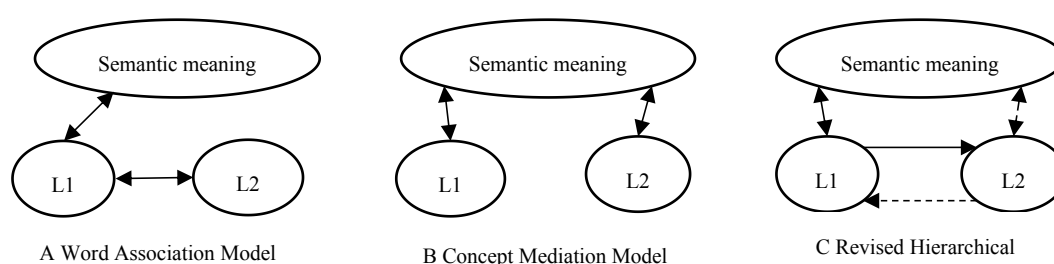 Semantic meaning
L1
L2
A Word Association Model
Semantic meaning
L1
L2
B Concept Mediation Model
Semantic meaning
L1
L2
C Revised Hierarchical